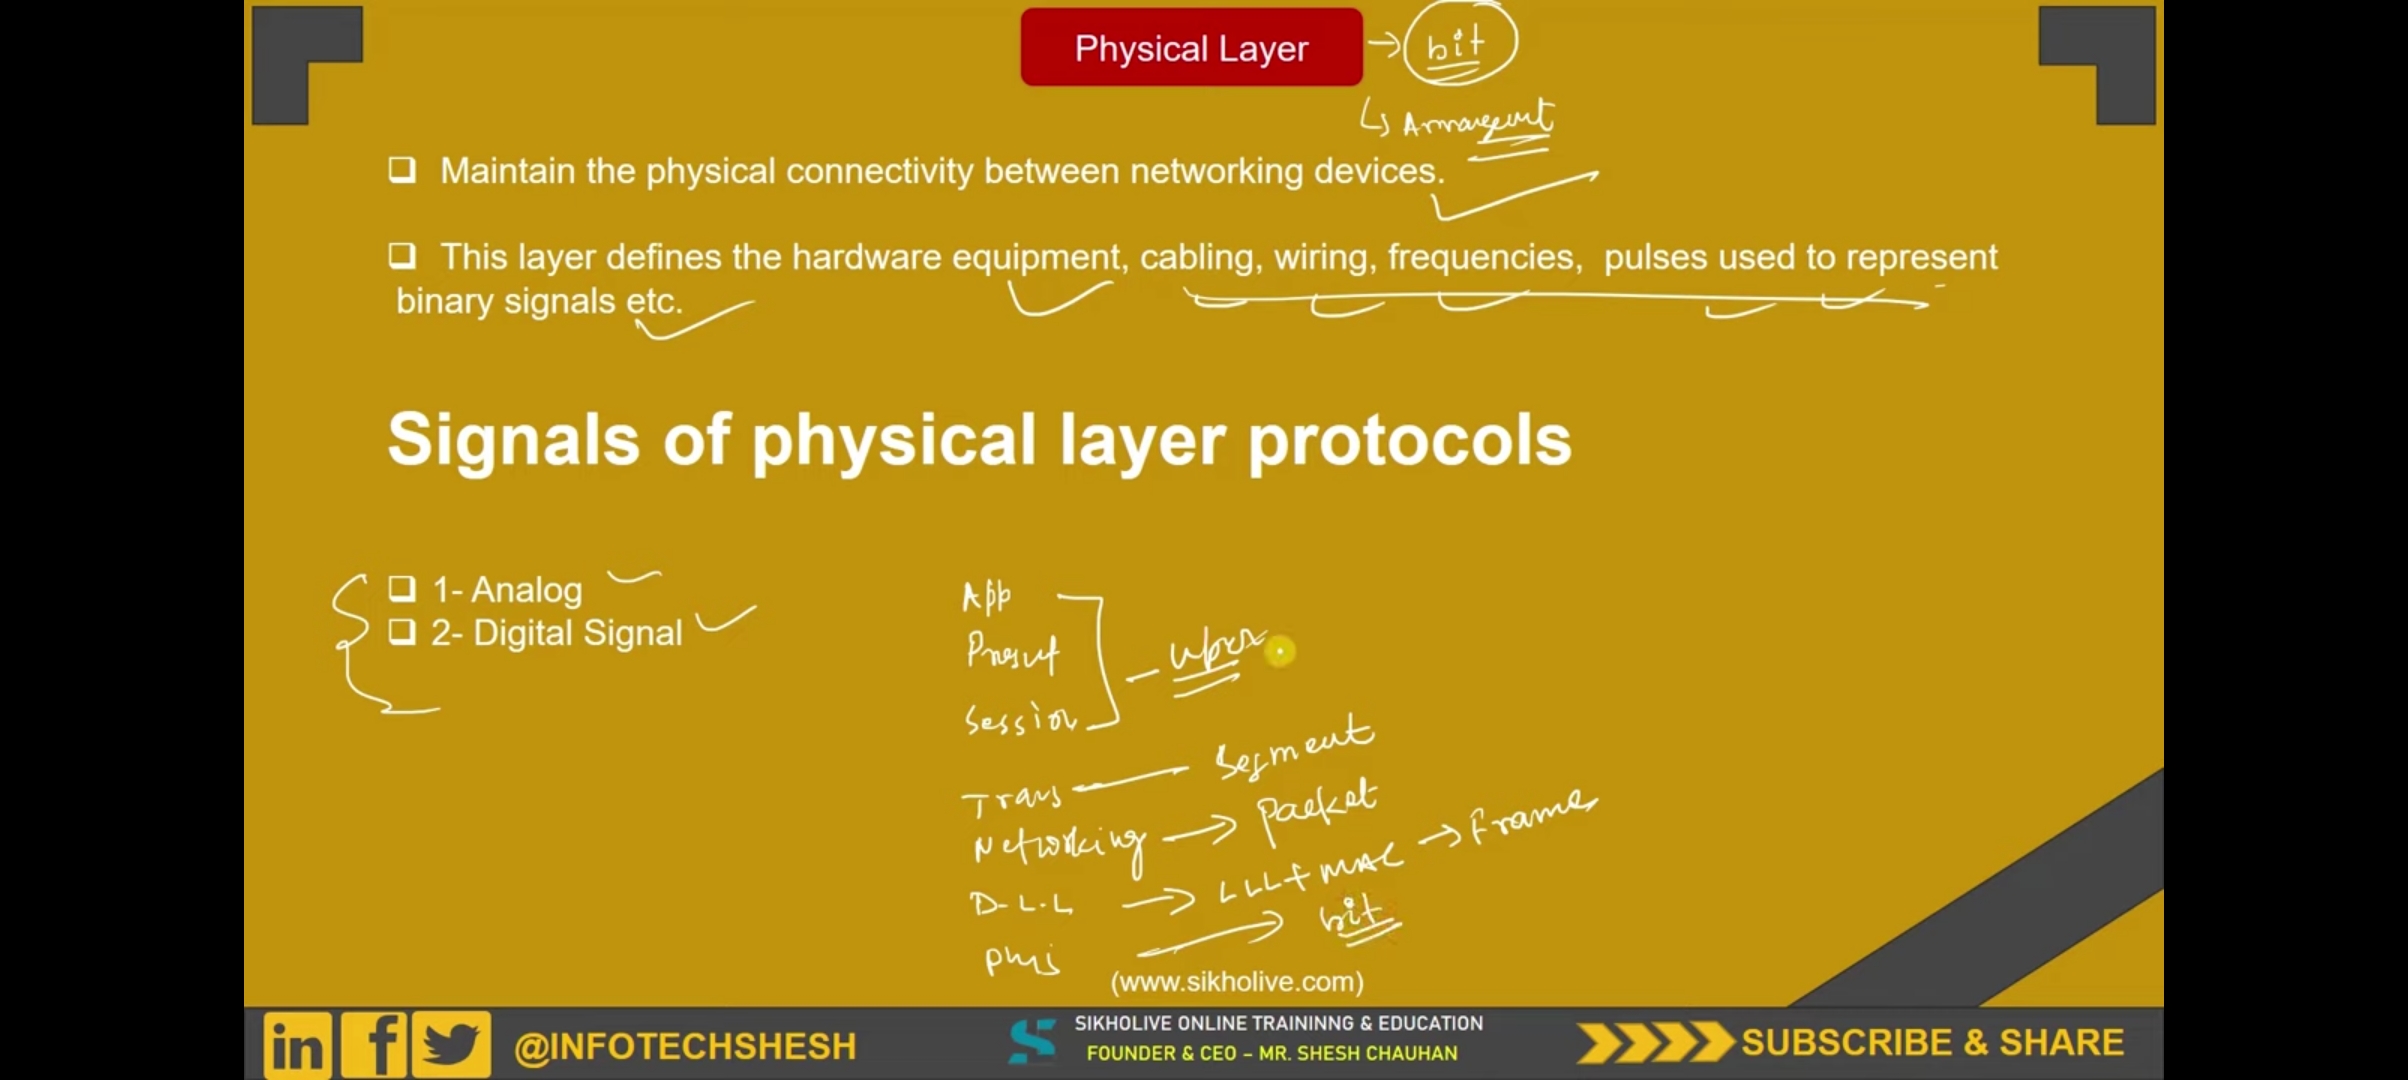 Physical Layer → bit
↳ Arrangement
❑ Maintain the physical connectivity between networking devices.
❑ This layer defines the hardware equipment, cabling, wiring, frequencies, pulses used to represent
binary signals etc.
Signals of physical layer protocols
❑ 1- Analog
❑ 2- Digital Signal
App
Present
Session
Trans — Segment
Networking → Packet
D-L-L → LLL + MAC → Frame
Phy → bit
(www.sikholive.com)
in f @INFOTECHSHESH
SIKHOLIVE ONLINE TRAININNG & EDUCATION
FOUNDER & CEO – MR. SHESH CHAUHAN
SUBSCRIBE & SHARE